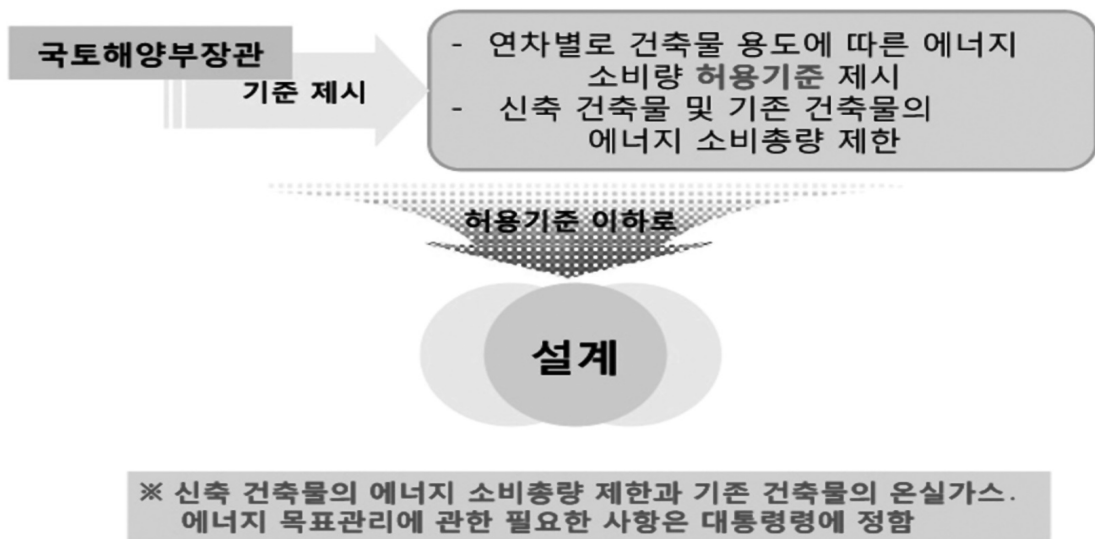 국토해양부장관
기준 제시
- 연차별로 건축물 용도에 따른 에너지
소비량 허용기준 제시
- 신축 건축물 및 기존 건축물의
에너지 소비총량 제한
허용기준 이하로
설계
※ 신축 건축물의 에너지 소비총량 제한과 기존 건축물의 온실가스.
에너지 목표관리에 관한 필요한 사항은 대통령령에 정함